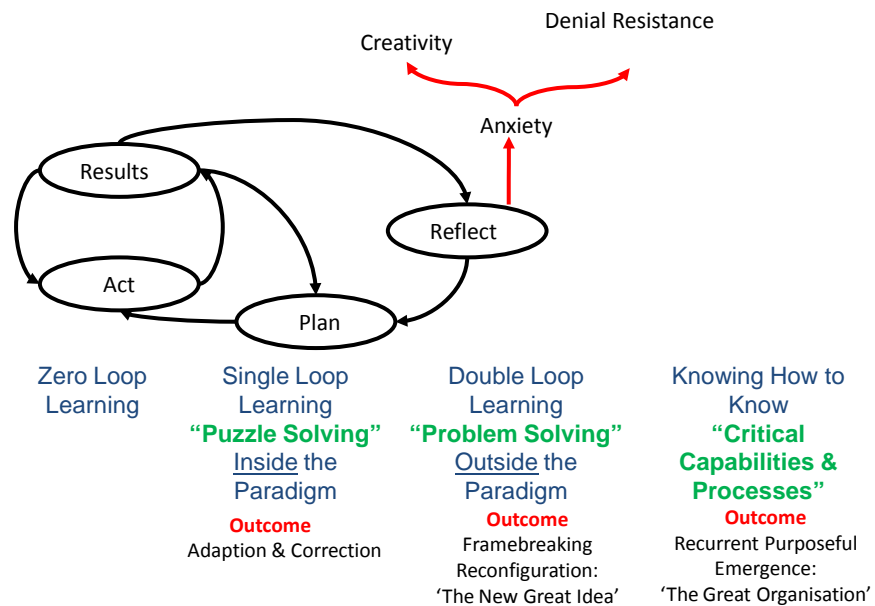 Denial Resistance
Creativity
Anxiety
Results
Reflect
Act
Plan
Zero Loop
Learning
Single Loop
Learning
“Puzzle Solving”
Inside the
Paradigm
Outcome
Adaption & Correction
Double Loop
Learning
“Problem Solving”
Outside the
Paradigm
Outcome
Framebreaking
Reconfiguration:
‘The New Great Idea’
Knowing How to
Know
“Critical
Capabilities &
Processes”
Outcome
Recurrent Purposeful
Emergence:
‘The Great Organisation’